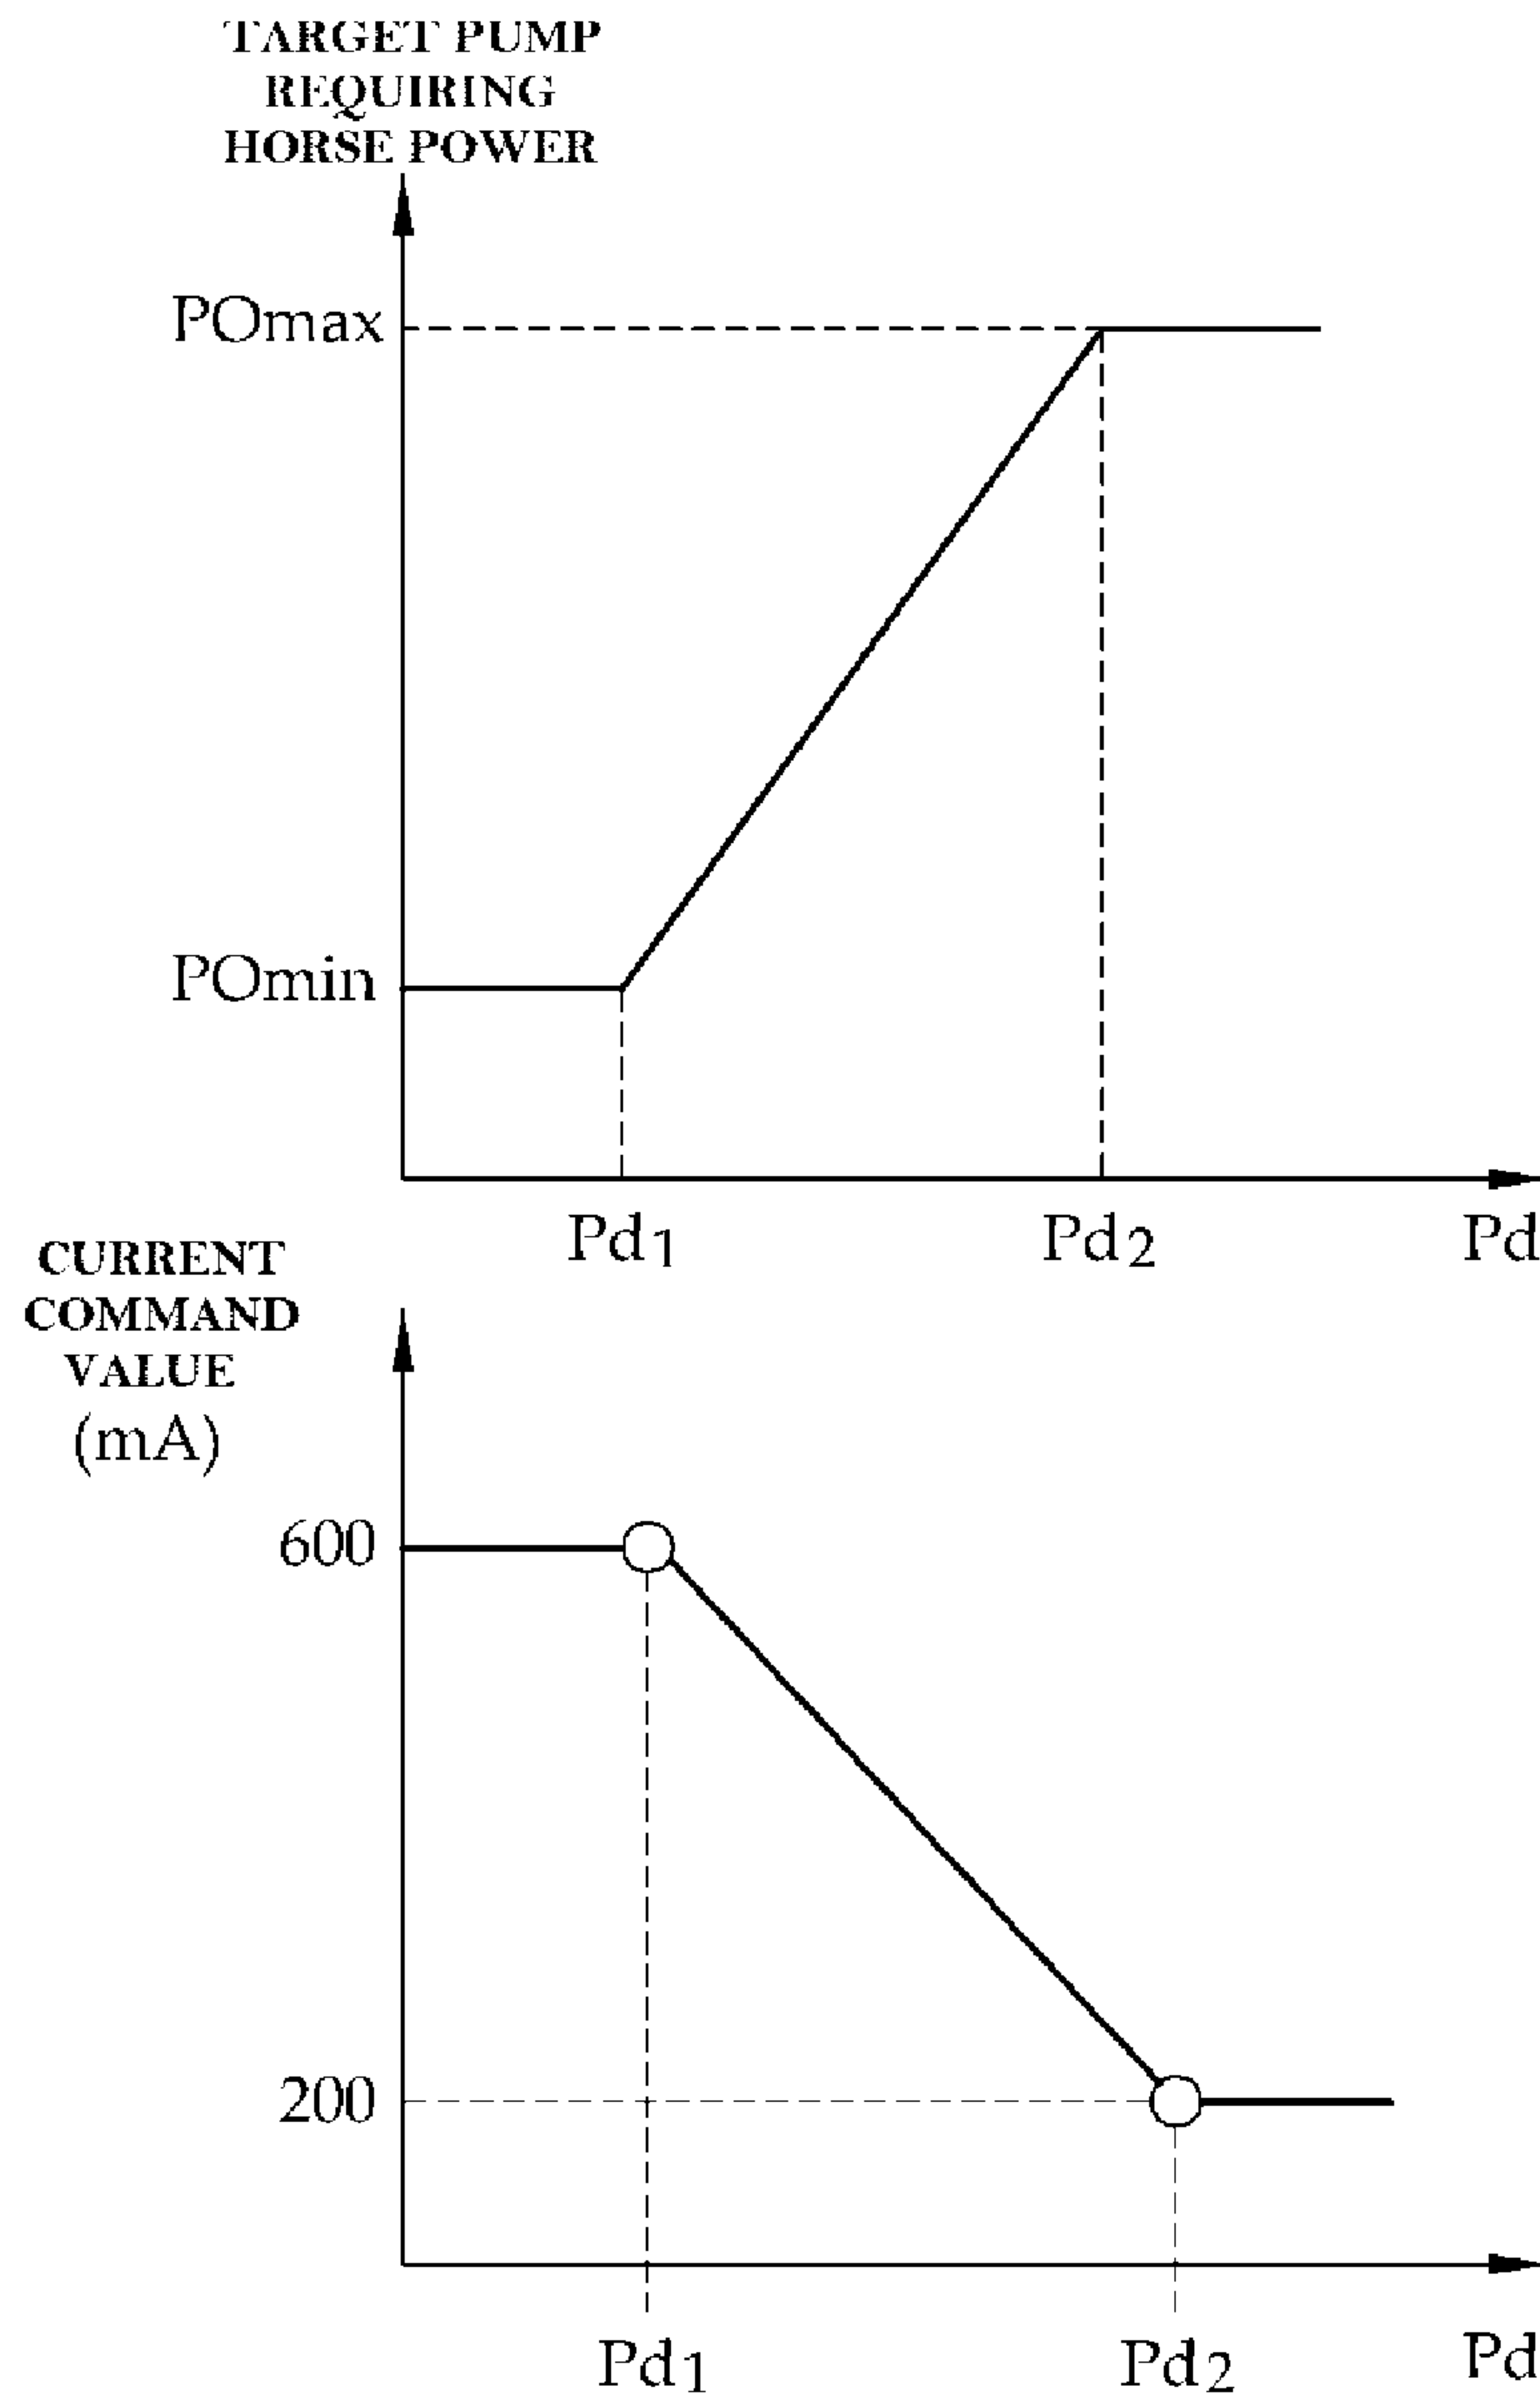 TARGET PUMP
REQUIRING
HORSE POWER
POmax
POmin
Pd1 Pd2 Pd
CURRENT
COMMAND
VALUE
(mA)
600
200
Pd1 Pd2 Pd